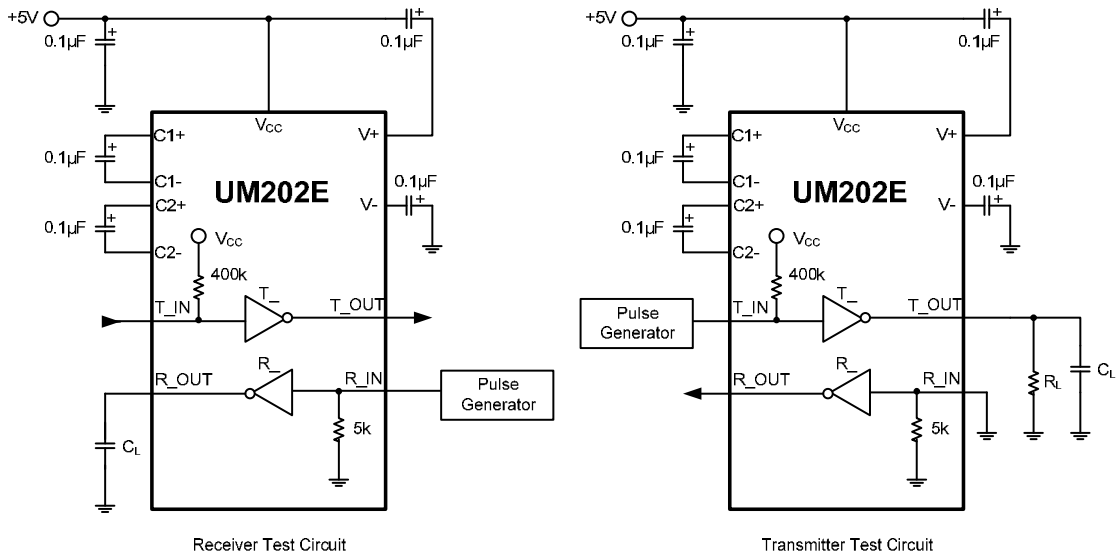 +5V
0.1µF +
0.1µF +
VCC
C1+
V+
0.1µF +
C1-
UM202E
0.1µF
+
C2+
V-
0.1µF +
C2-
VCC
400k
T_IN
T_
T_OUT
R_OUT
R_
R_IN
Pulse
Generator
5k
CL
Receiver Test Circuit
+5V
0.1µF +
0.1µF +
VCC
C1+
V+
0.1µF +
C1-
UM202E
0.1µF
+
C2+
V-
0.1µF +
C2-
VCC
400k
Pulse
Generator
T_IN
T_
T_OUT
R_OUT
R_
R_IN
RL
CL
5k
Transmitter Test Circuit